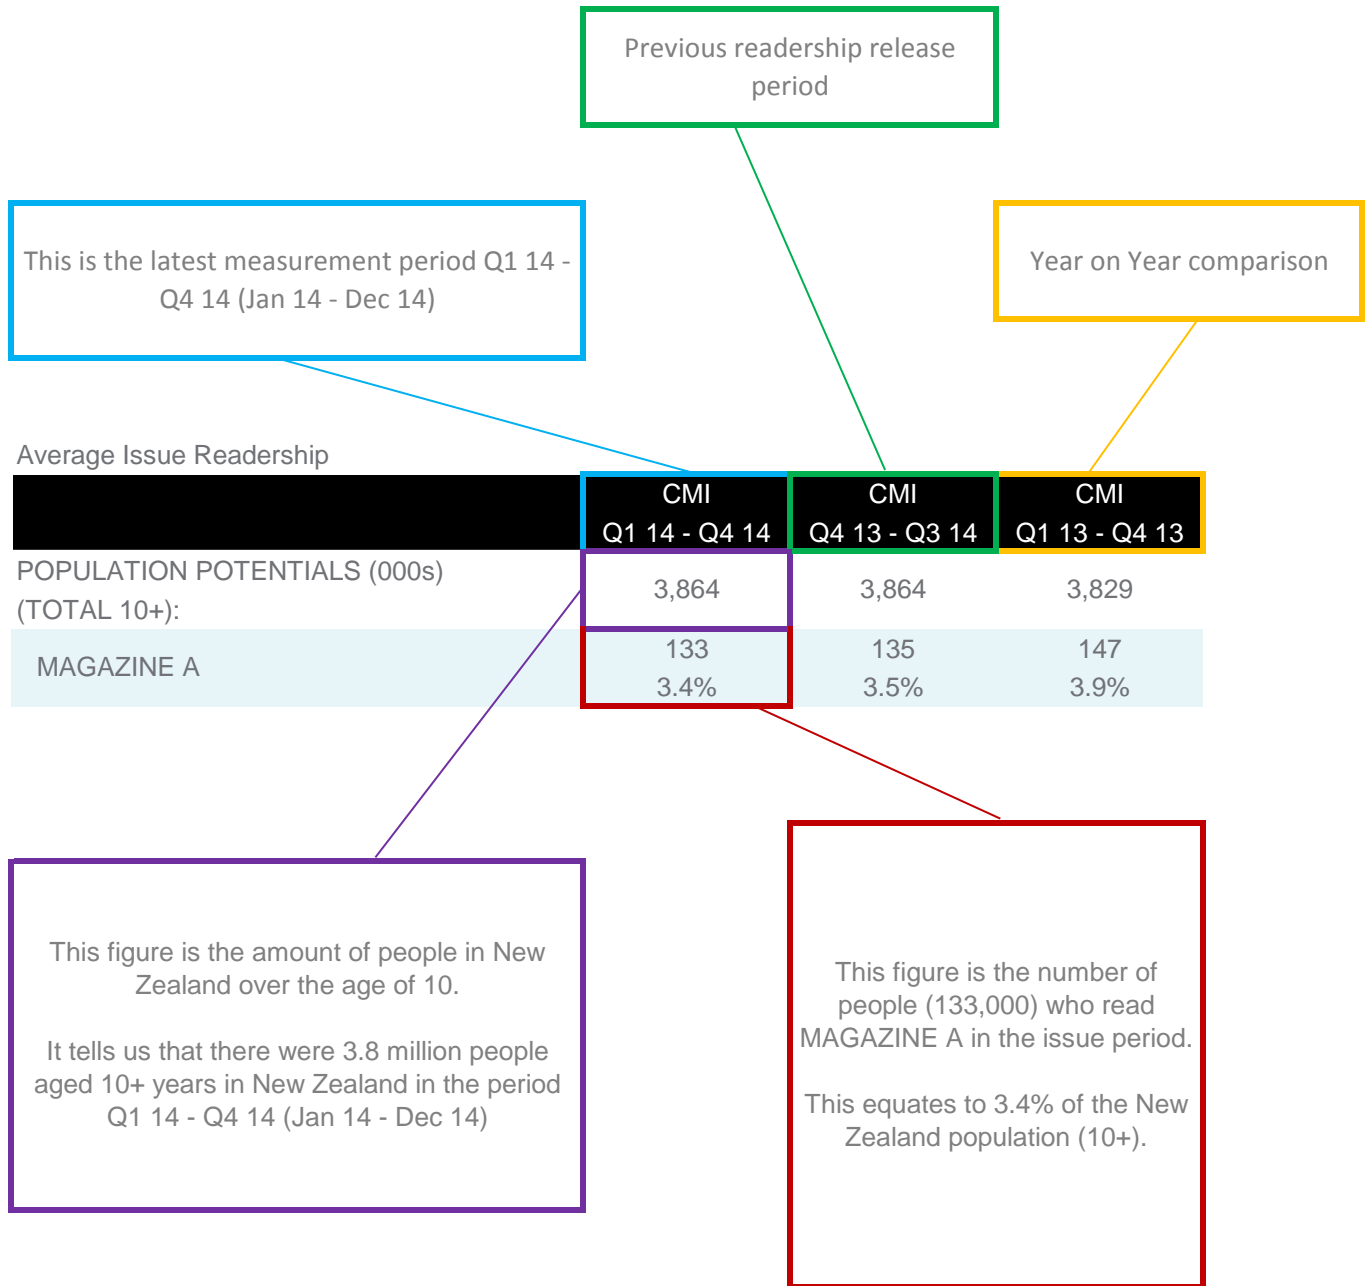 Previous readership release
period
This is the latest measurement period Q1 14 -
Q4 14 (Jan 14 - Dec 14)
Year on Year comparison
Average Issue Readership
CMI CMI CMI
Q1 14 - Q4 14 Q4 13 - Q3 14 Q1 13 - Q4 13
POPULATION POTENTIALS (000s)
(TOTAL 10+):
3,864 3,864 3,829
MAGAZINE A
133 135 147
3.4% 3.5% 3.9%
This figure is the amount of people in New
Zealand over the age of 10.
It tells us that there were 3.8 million people
aged 10+ years in New Zealand in the period
Q1 14 - Q4 14 (Jan 14 - Dec 14)
This figure is the number of
people (133,000) who read
MAGAZINE A in the issue period.
This equates to 3.4% of the New
Zealand population (10+).